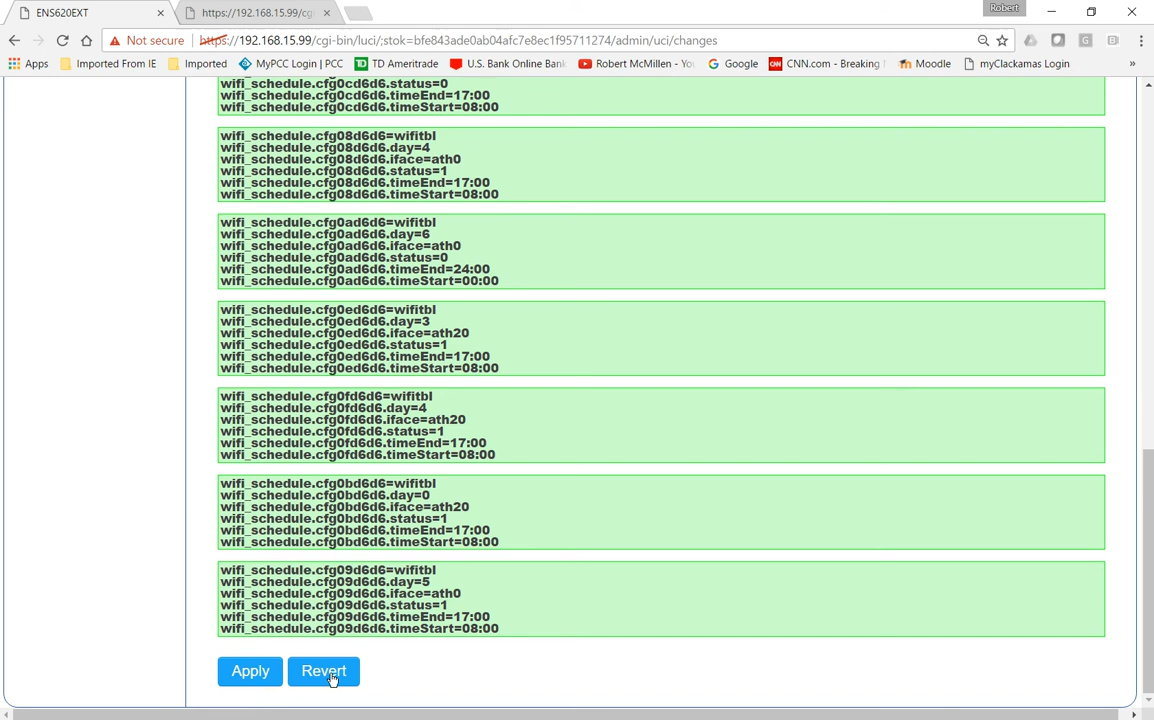 ENS620EXT
https://192.168.15.99/cg
Robert
Not secure
https://192.168.15.99/cgi-bin/luci/;stok=bfe843ade0ab04afc7e8ec1f95711274/admin/uci/changes
Apps
Imported From IE
Imported
MyPCC Login | PCC
TD Ameritrade
U.S. Bank Online Bank
Robert McMillen - Yo
Google
CNN.com - Breaking
Moodle
myClackamas Login
»
wifi_schedule.cfg0cd6d6.status=0
wifi_schedule.cfg0cd6d6.timeEnd=17:00
wifi_schedule.cfg0cd6d6.timeStart=08:00
wifi_schedule.cfg08d6d6=wifitbl
wifi_schedule.cfg08d6d6.day=4
wifi_schedule.cfg08d6d6.iface=ath0
wifi_schedule.cfg08d6d6.status=1
wifi_schedule.cfg08d6d6.timeEnd=17:00
wifi_schedule.cfg08d6d6.timeStart=08:00
wifi_schedule.cfg0ad6d6=wifitbl
wifi_schedule.cfg0ad6d6.day=6
wifi_schedule.cfg0ad6d6.iface=ath0
wifi_schedule.cfg0ad6d6.status=0
wifi_schedule.cfg0ad6d6.timeEnd=24:00
wifi_schedule.cfg0ad6d6.timeStart=00:00
wifi_schedule.cfg0ed6d6=wifitbl
wifi_schedule.cfg0ed6d6.day=3
wifi_schedule.cfg0ed6d6.iface=ath20
wifi_schedule.cfg0ed6d6.status=1
wifi_schedule.cfg0ed6d6.timeEnd=17:00
wifi_schedule.cfg0ed6d6.timeStart=08:00
wifi_schedule.cfg0fd6d6=wifitbl
wifi_schedule.cfg0fd6d6.day=4
wifi_schedule.cfg0fd6d6.iface=ath20
wifi_schedule.cfg0fd6d6.status=1
wifi_schedule.cfg0fd6d6.timeEnd=17:00
wifi_schedule.cfg0fd6d6.timeStart=08:00
wifi_schedule.cfg0bd6d6=wifitbl
wifi_schedule.cfg0bd6d6.day=0
wifi_schedule.cfg0bd6d6.iface=ath20
wifi_schedule.cfg0bd6d6.status=1
wifi_schedule.cfg0bd6d6.timeEnd=17:00
wifi_schedule.cfg0bd6d6.timeStart=08:00
wifi_schedule.cfg09d6d6=wifitbl
wifi_schedule.cfg09d6d6.day=5
wifi_schedule.cfg09d6d6.iface=ath0
wifi_schedule.cfg09d6d6.status=1
wifi_schedule.cfg09d6d6.timeEnd=17:00
wifi_schedule.cfg09d6d6.timeStart=08:00
Apply
Revert